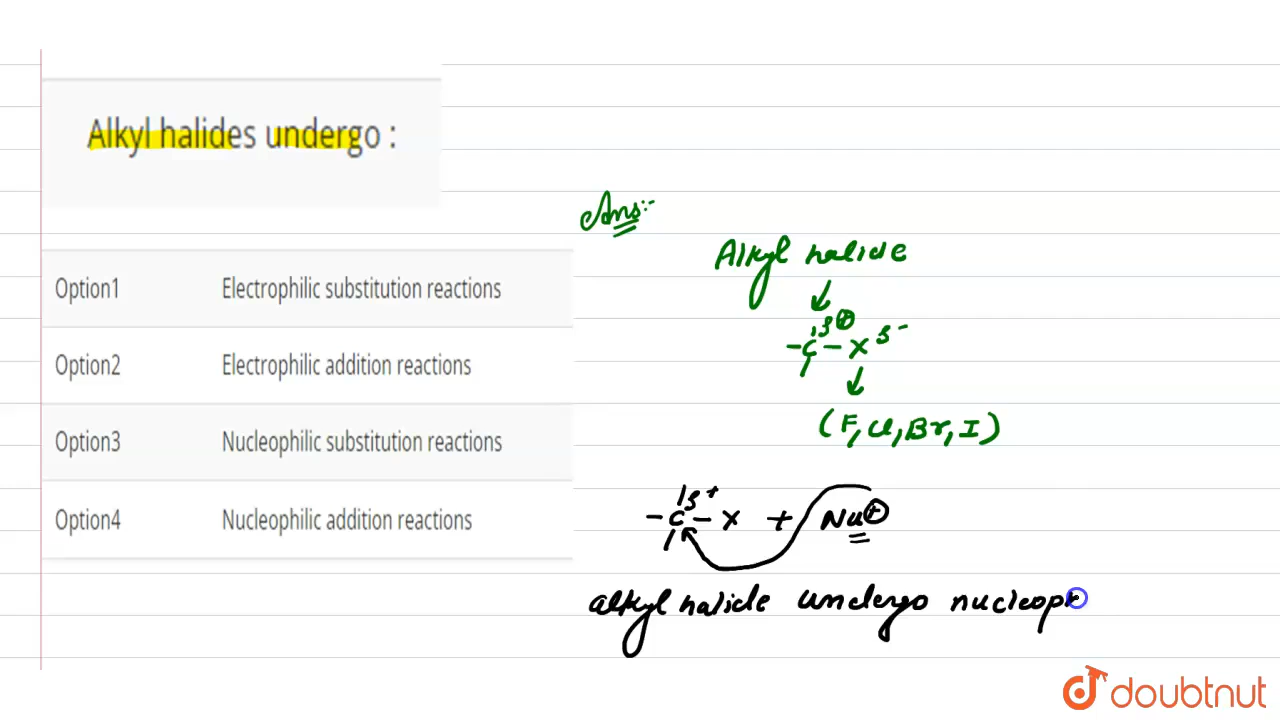 Alkyl halides undergo :
Ans:-
Alkyl halide
Option1 Electrophilic substitution reactions
-C-X δ⊕ δ-
Option2 Electrophilic addition reactions
(F, Cl, Br, I)
Option3 Nucleophilic substitution reactions
δ+
Option4 Nucleophilic addition reactions
-C-X + Nu⊕
alkyl halide undergo nucleoph
doubtnut